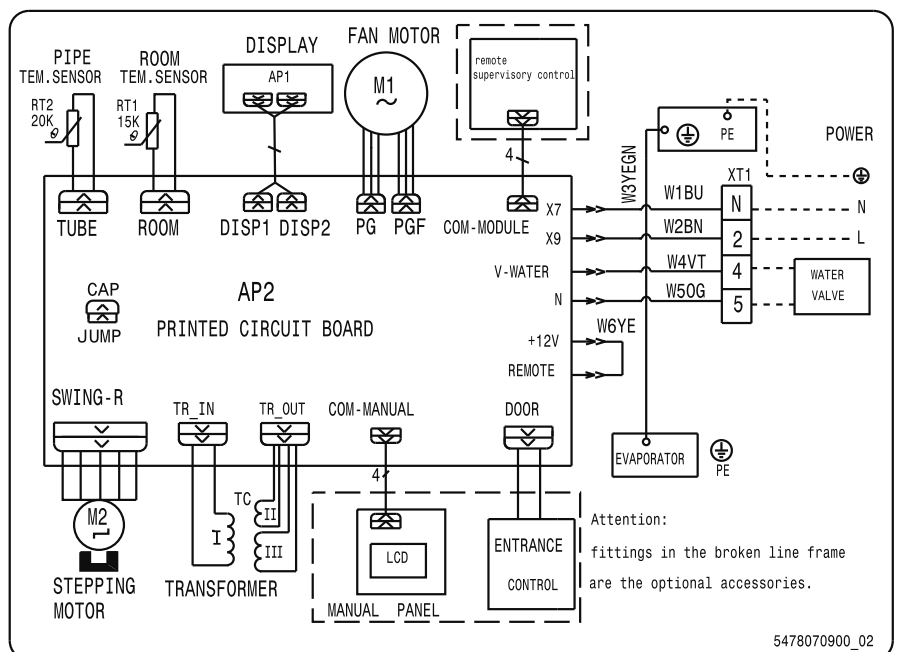 PIPE
TEM.SENSOR
ROOM
TEM.SENSOR
DISPLAY
FAN MOTOR
AP1
M1
remote
supervisory control
RT2
20K
θ
RT1
15K
θ
PE
POWER
4
W3YEGN
XT1
W1BU
N
N
X7
TUBE
ROOM
DISP1
DISP2
PG
PGF
COM-MODULE
W2BN
X9
2
L
W4VT
V-WATER
4
WATER
VALVE
CAP
JUMP
AP2
PRINTED CIRCUIT BOARD
N
W5OG
5
W6YE
+12V
REMOTE
SWING-R
TR_IN
TR_OUT
COM-MANUAL
DOOR
EVAPORATOR
PE
4
TC
II
M2
I
III
LCD
ENTRANCE
CONTROL
Attention:
fittings in the broken line frame
are the optional accessories.
STEPPING
MOTOR
TRANSFORMER
MANUAL PANEL
5478070900_02